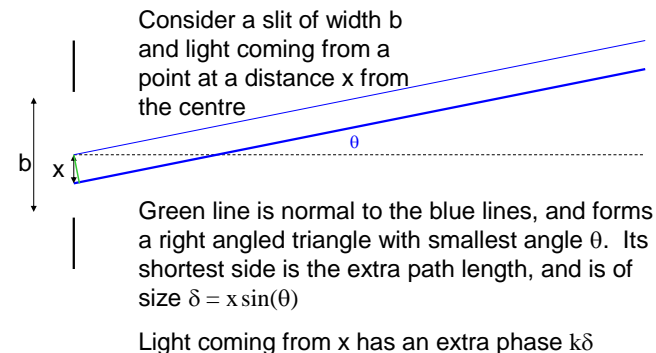 Consider a slit of width b
and light coming from a
point at a distance x from
the centre
θ
b
x
Green line is normal to the blue lines, and forms
a right angled triangle with smallest angle θ.  Its
shortest side is the extra path length, and is of
size δ = x sin(θ)
Light coming from x has an extra phase kδ